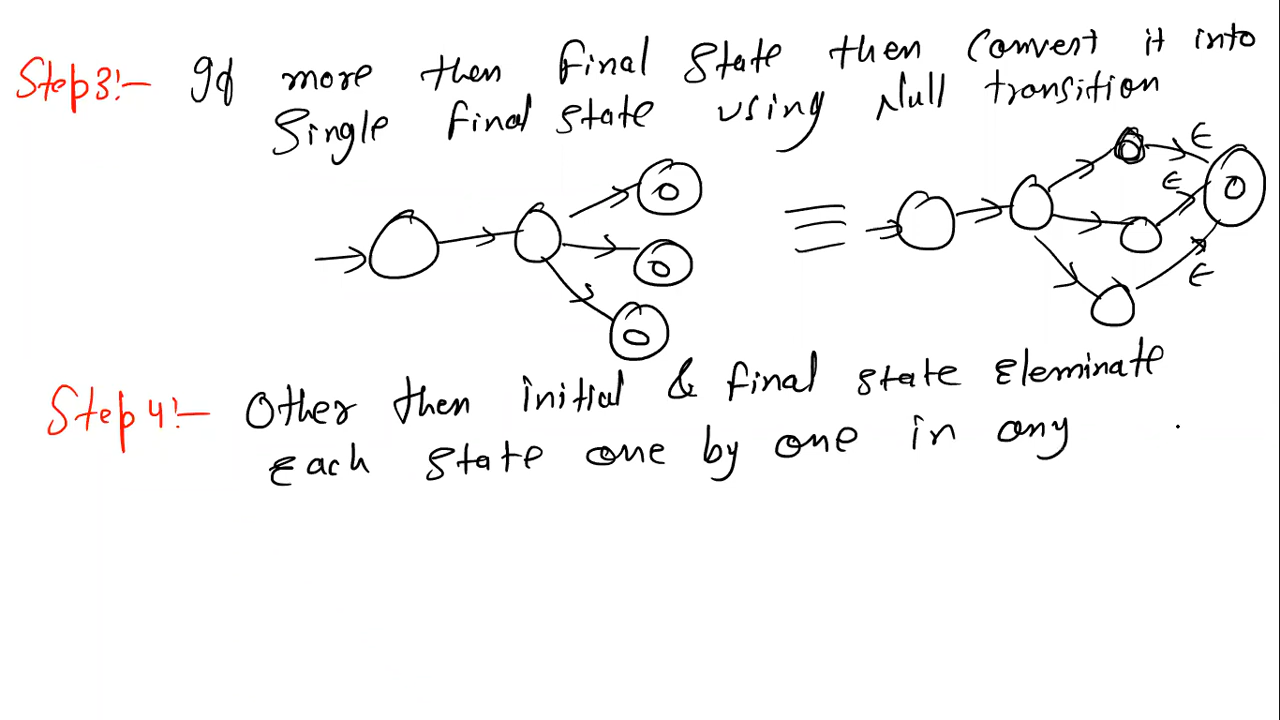 Step3:- If more then final state then Convert it into
Single final state using Null transition
ϵ
ϵ
ϵ
Step4:- Other then initial & final state eleminate
each state one by one in any